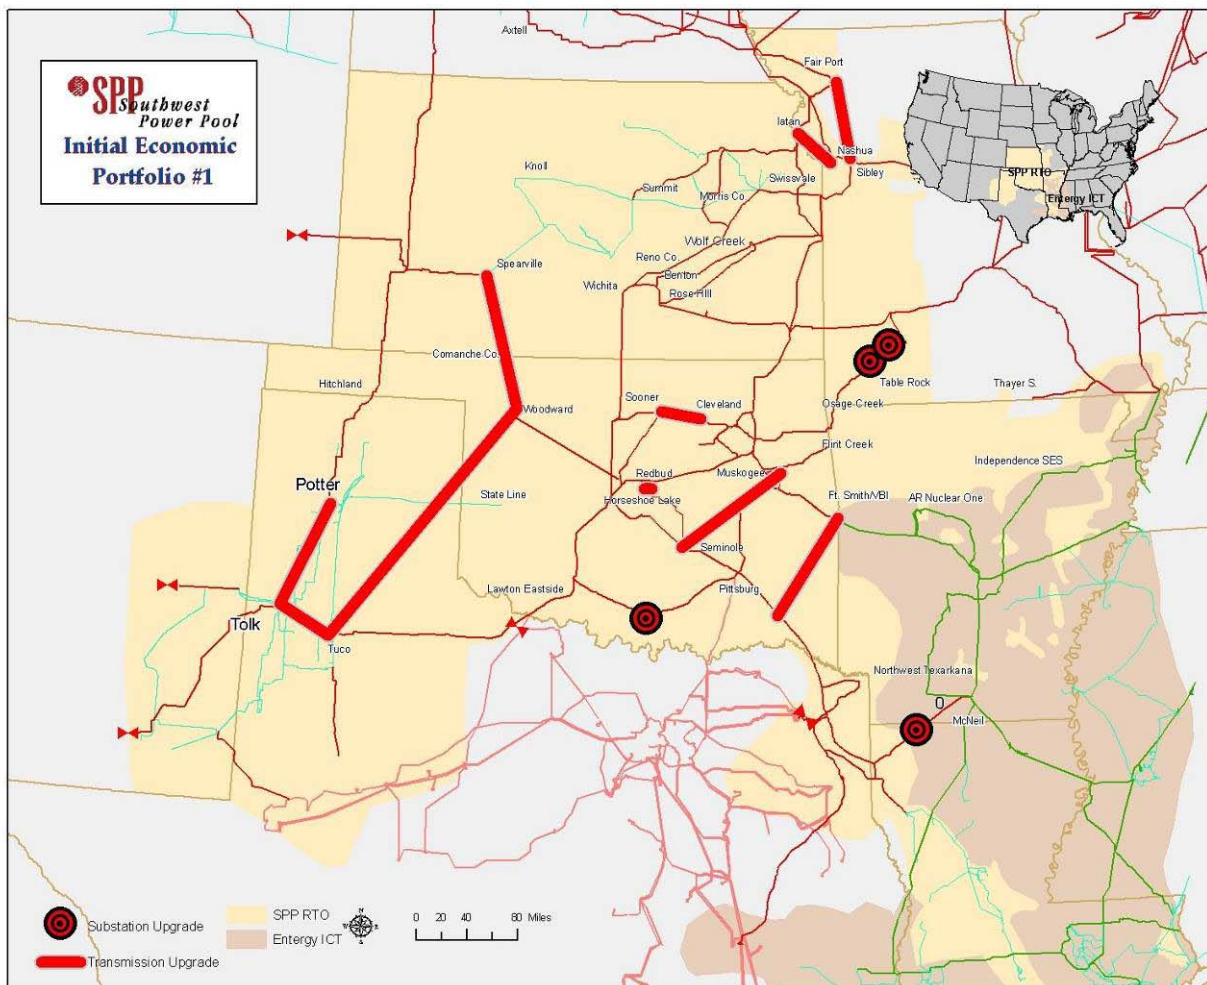 Axtell
Fair Port
SPP
Southwest
Power Pool
Initial Economic
Portfolio #1
Iatan
Nashua
Knoll
Swissvale
Sibley
SPP RTO
Summit
Morris Co.
Entergy ICT
Wolf Creek
Reno Co.
Spearville
Benton
Wichita
Rose HIll
Comanche Co.
Hitchland
Table Rock
Thayer S.
Sooner
Cleveland
Osage Creek
Woodward
Flint Creek
Independence SES
Redbud
Muskogee
Potter
State Line
Horseshoe Lake
Ft. Smith/VBI
AR Nuclear One
Seminole
Lawton Eastside
Pittsburg
Tolk
Tuco
Northwest Texarkana
0
McNeil
N
W
E
S
Substation Upgrade
SPP RTO
Entergy ICT
0 20 40 80 Miles
Transmission Upgrade